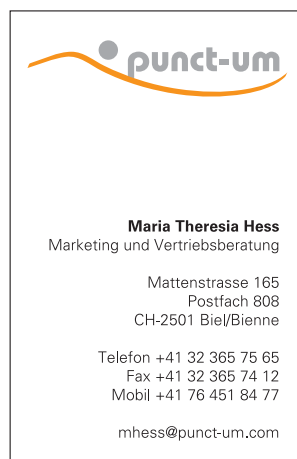 punct-um
Maria Theresia Hess
Marketing und Vertriebsberatung
Mattenstrasse 165
Postfach 808
CH-2501 Biel/Bienne
Telefon +41 32 365 75 65
Fax +41 32 365 74 12
Mobil +41 76 451 84 77
mhess@punct-um.com